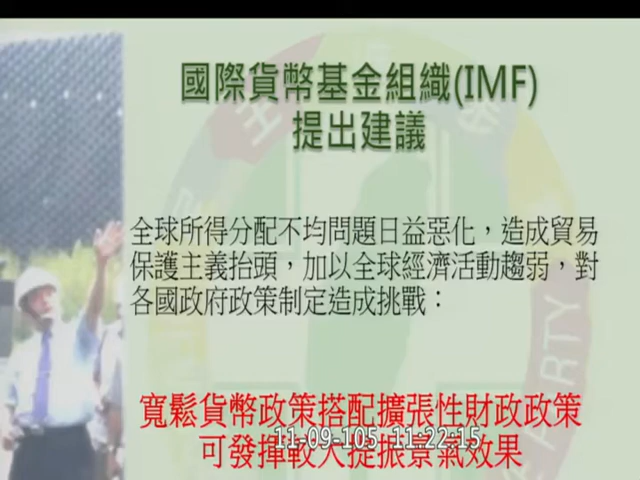 國際貨幣基金組織(IMF)
提出建議
全球所得分配不均問題日益惡化，造成貿易
保護主義抬頭，加以全球經濟活動趨弱，對
各國政府政策制定造成挑戰：
寬鬆貨幣政策搭配擴張性財政政策
可發揮較大提振景氣效果
11-09-105 11:22:15
PARTY